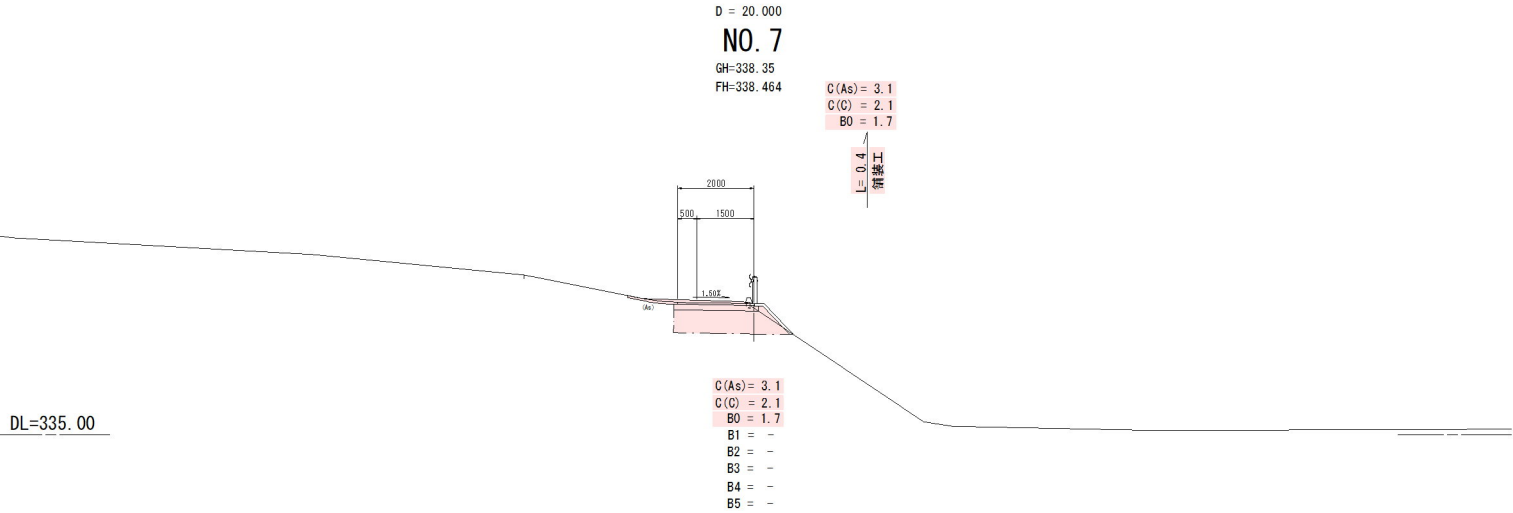 D = 20.000
NO. 7
GH=338.35
FH=338.464
C(As)= 3.1
C(C) = 2.1
B0 = 1.7
L= 0.4
舗装工
2000
500
1500
1.50%
(As)
C(As)= 3.1
C(C) = 2.1
B0 = 1.7
DL=335.00
B1 = -
B2 = -
B3 = -
B4 = -
B5 = -